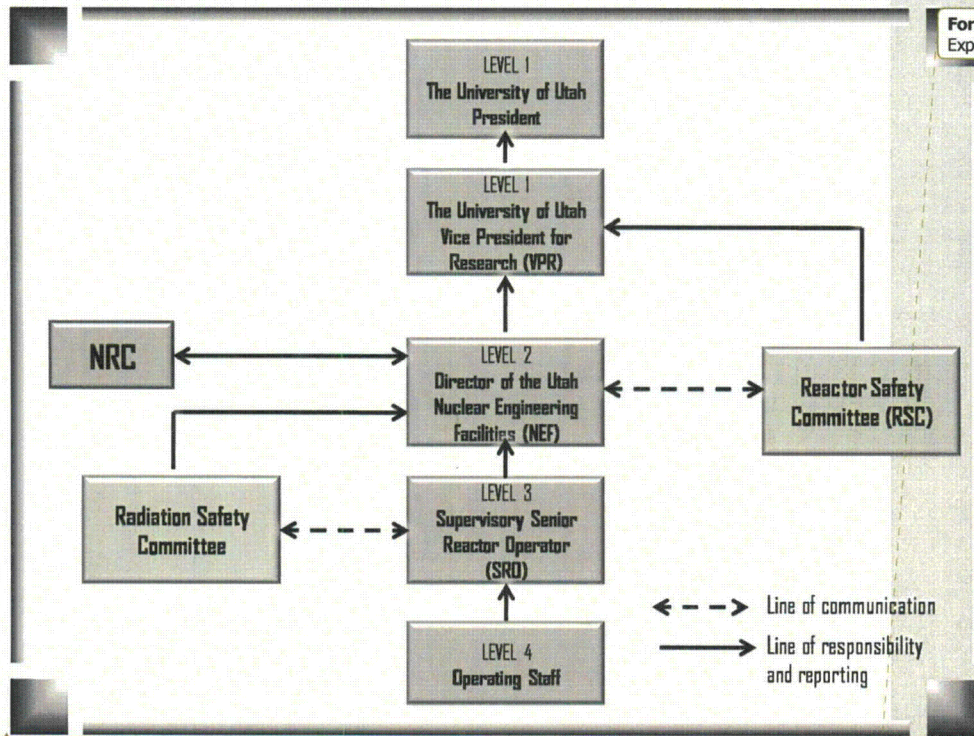 For
Exp
LEVEL 1
The University of Utah
President
LEVEL 1
The University of Utah
Vice President for
Research (VPR)
NRC
LEVEL 2
Director of the Utah
Nuclear Engineering
Facilities (NEF)
Reactor Safety
Committee (RSC)
Radiation Safety
Committee
LEVEL 3
Supervisory Senior
Reactor Operator
(SRO)
LEVEL 4
Operating Staff
Line of communication
Line of responsibility
and reporting